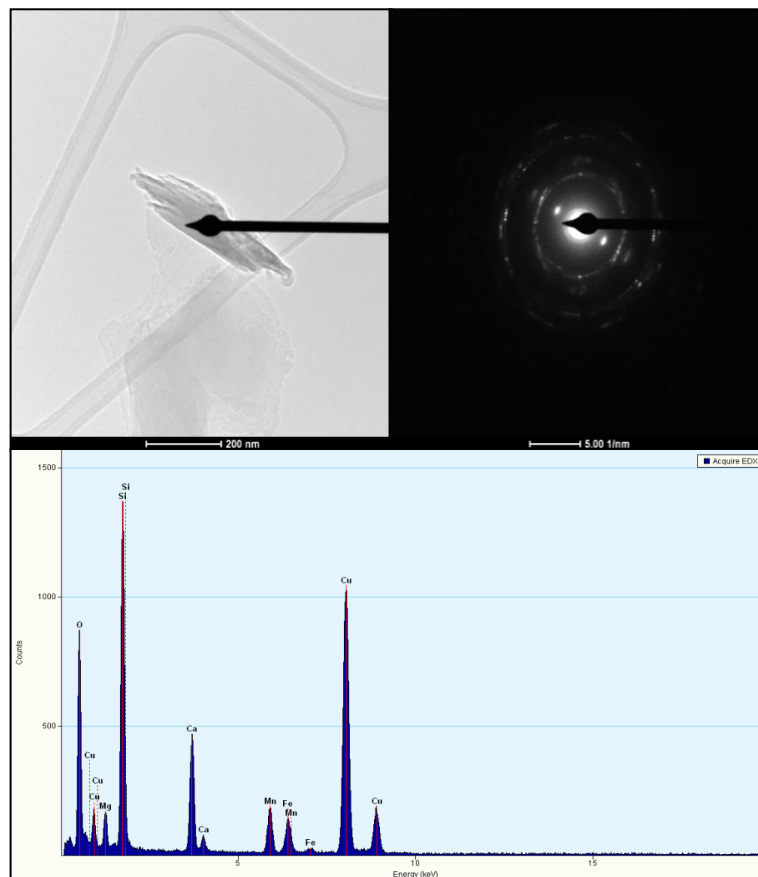 200 nm
5.00 1/nm
1500
Acquire EDX
Si
Si
1000
Cu
O
Counts
500
Ca
Cu
Cu
Cu
Mg
Mn
Fe
Mn
Cu
Ca
Fe
5
10
15
Energy (keV)